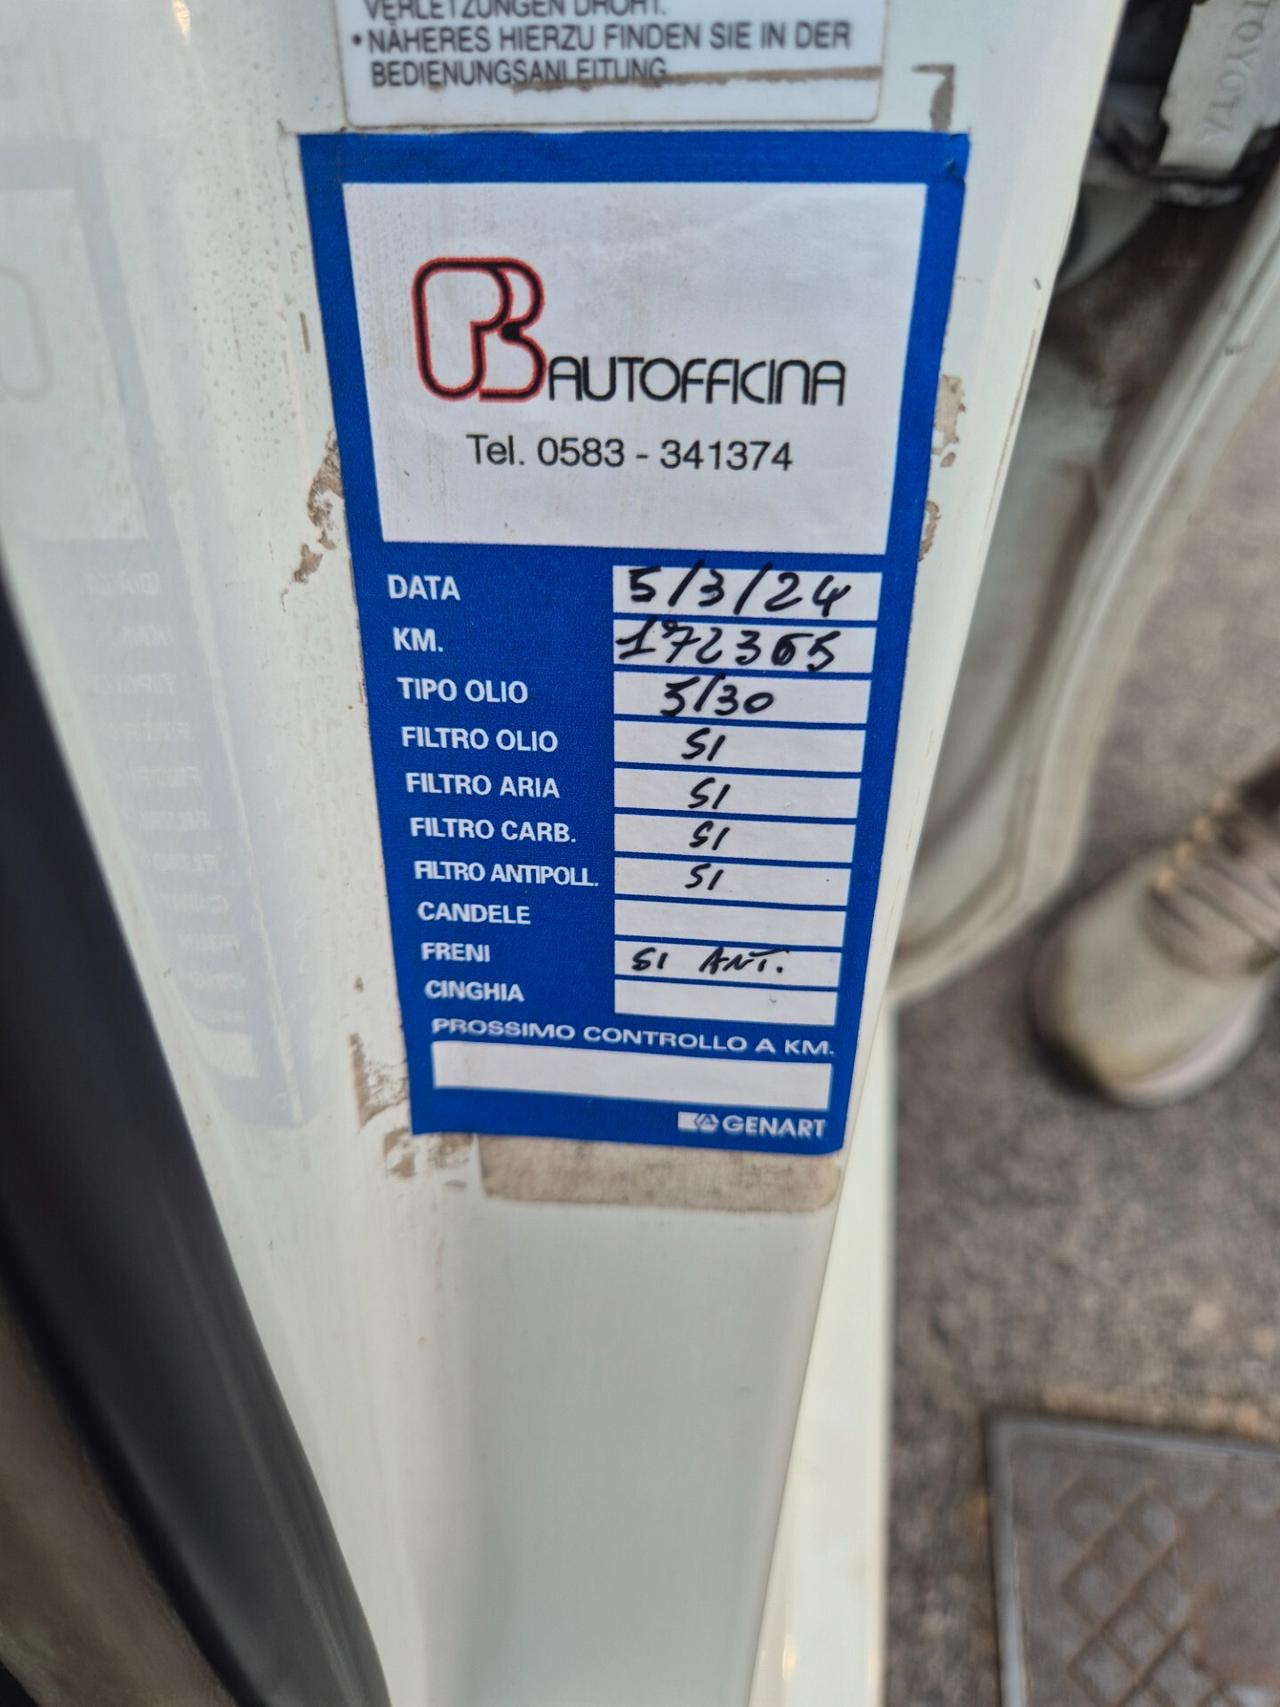 VERLETZUNGEN DROHT.
•NÄHERES HIERZU FINDEN SIE IN DER
BEDIENUNGSANLEITUNG
TOYOTA
B AUTOFFICINA
Tel. 0583 - 341374
DATA 5/3/24
KM. 172365
TIPO OLIO 5/30
FILTRO OLIO SI
FILTRO ARIA SI
FILTRO CARB. SI
FILTRO ANTIPOLL. SI
CANDELE
FRENI SI ANT.
CINGHIA
PROSSIMO CONTROLLO A KM.
GENART